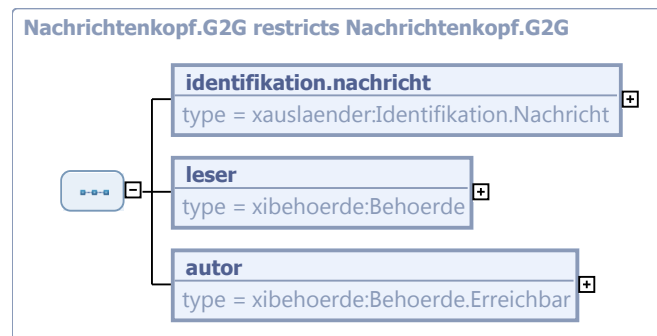 Nachrichtenkopf.G2G restricts Nachrichtenkopf.G2G
identifikation.nachricht
type = xauslaender:Identifikation.Nachricht
leser
type = xibehoerde:Behoerde
autor
type = xibehoerde:Behoerde.Erreichbar